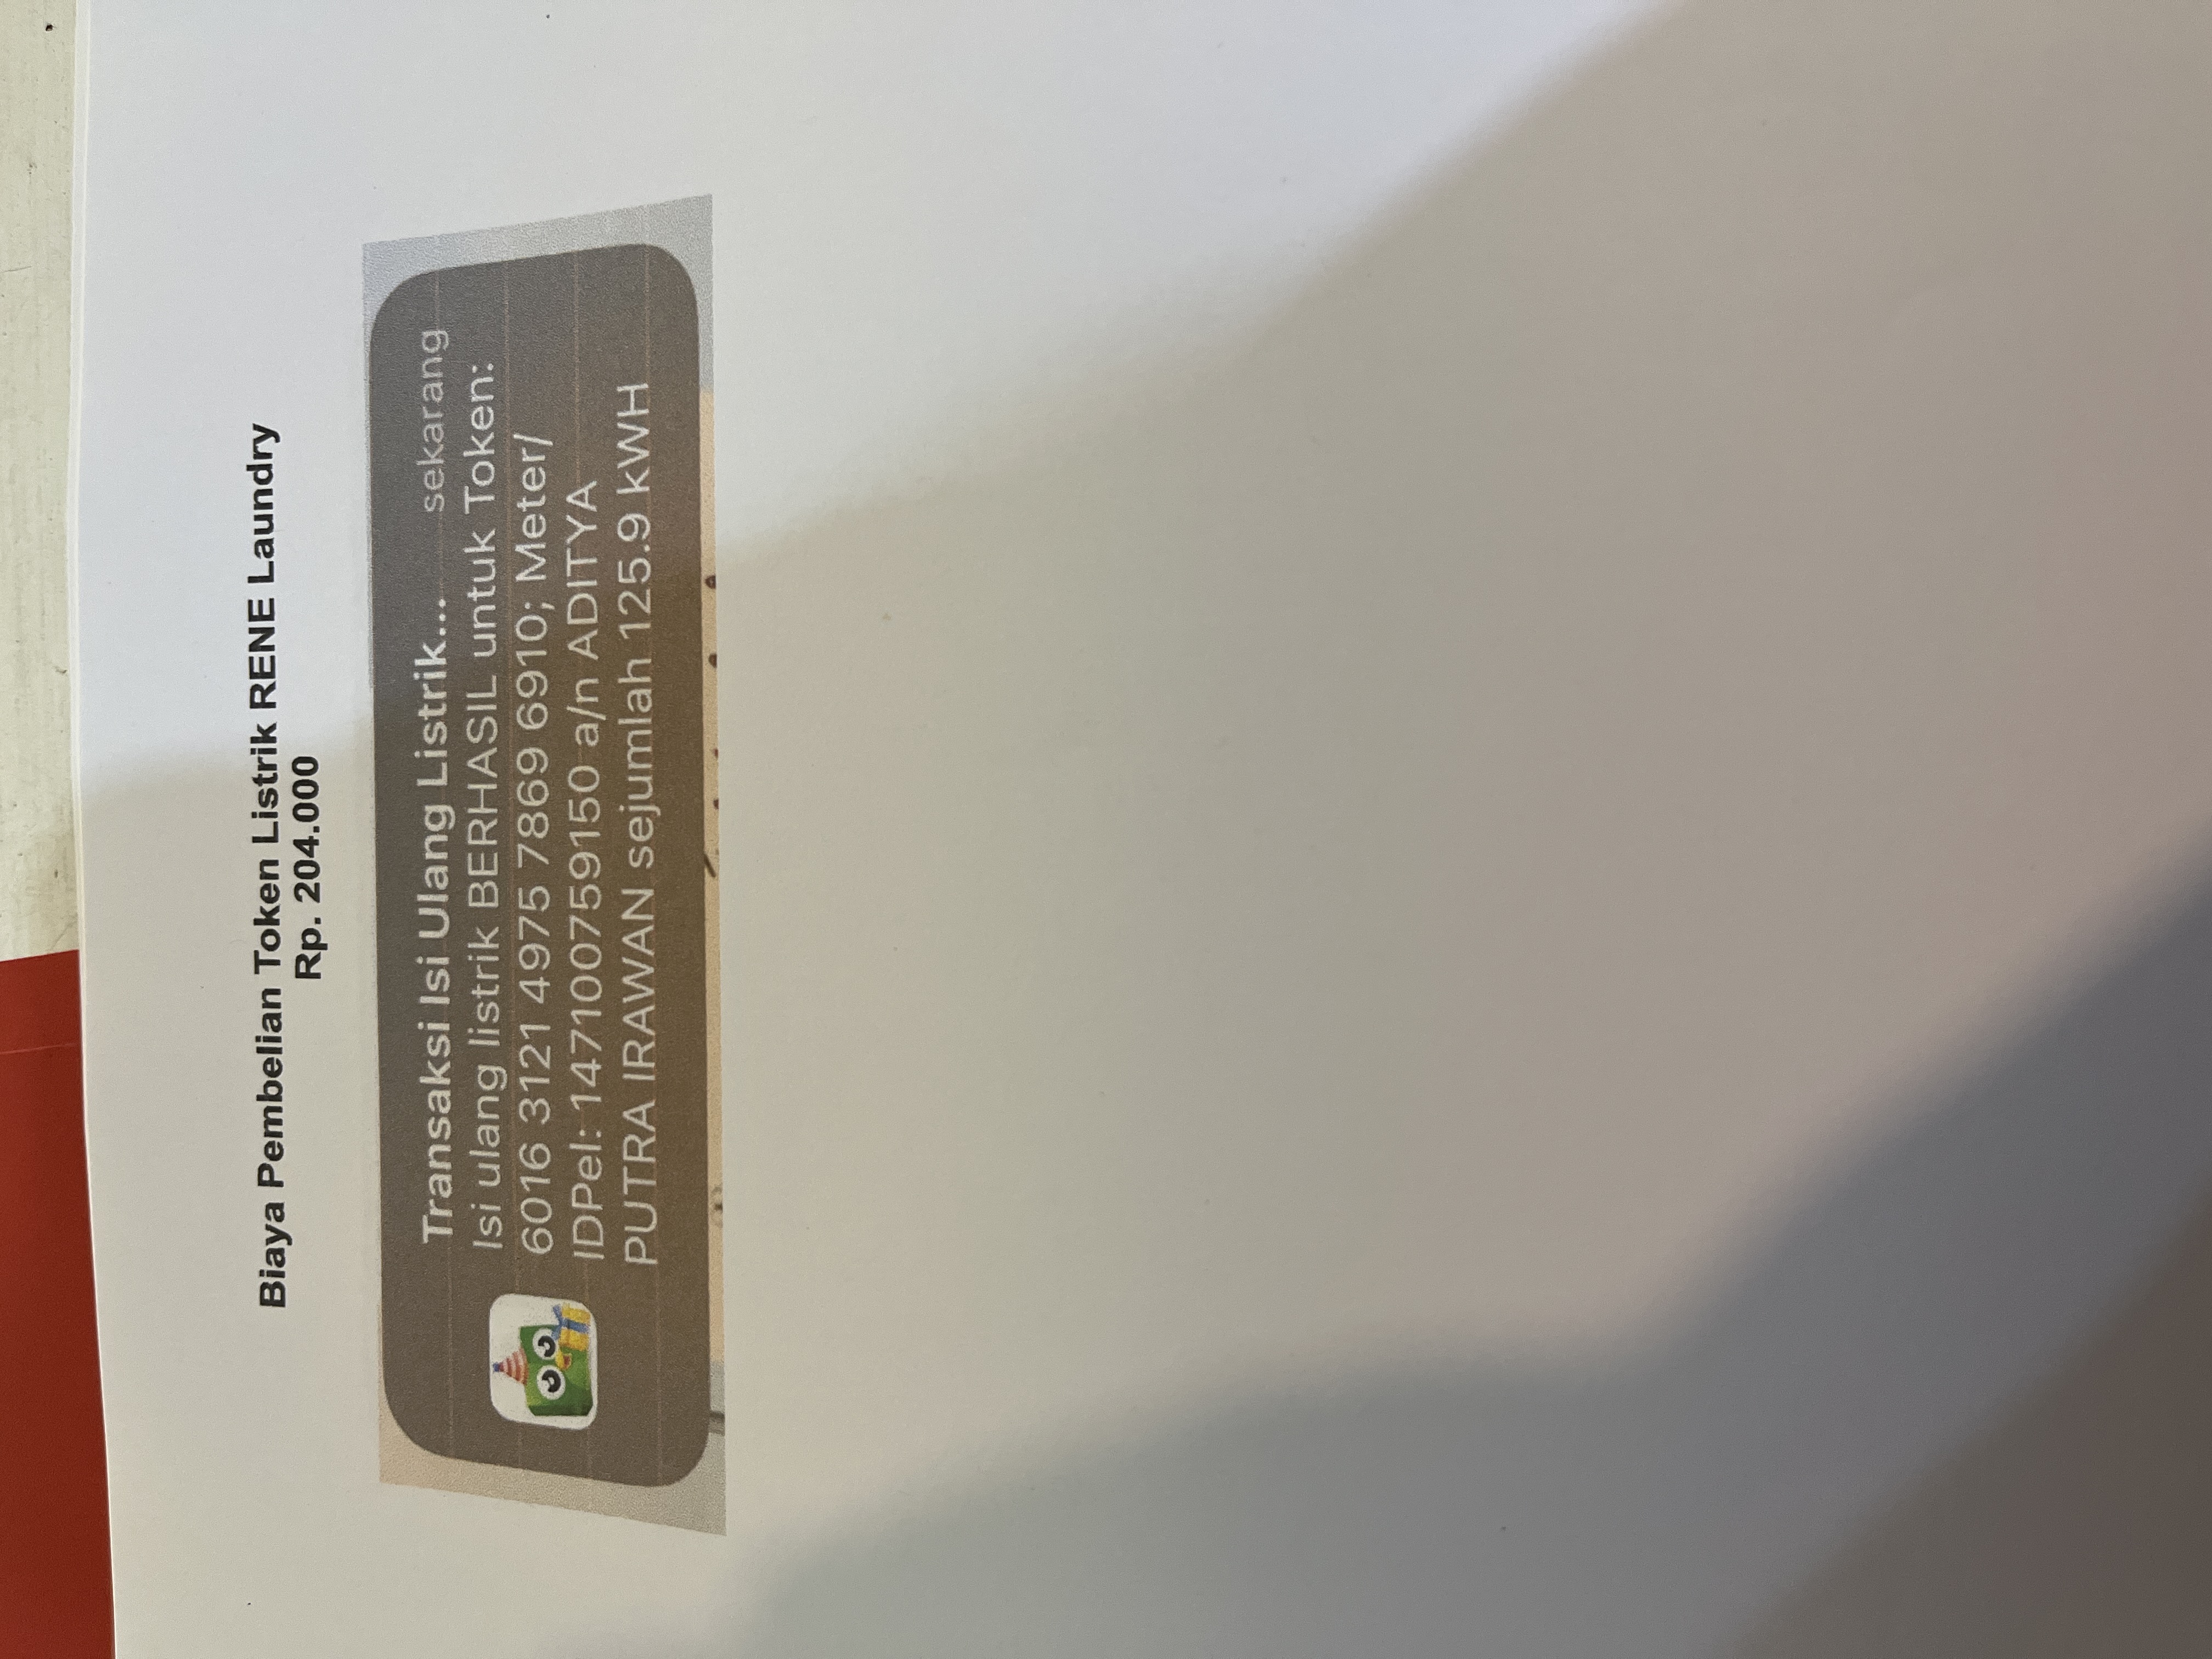 Biaya Pembelian Token Listrik RENE Laundry
Rp. 204.000
Transaksi Isi Ulang Listrik... sekarang
Isi ulang listrik BERHASIL untuk Token:
6016 3121 4975 7869 6910; Meter/
IDPel: 147100759150 a/n ADITYA
PUTRA IRAWAN sejumlah 125.9 kWH